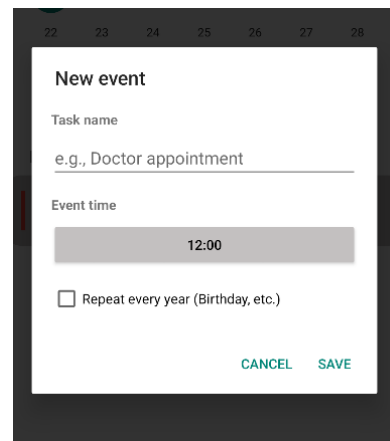 22 23 24 25 26 27 28
New event
Task name
e.g., Doctor appointment
Event time
12:00
Repeat every year (Birthday, etc.)
CANCEL SAVE